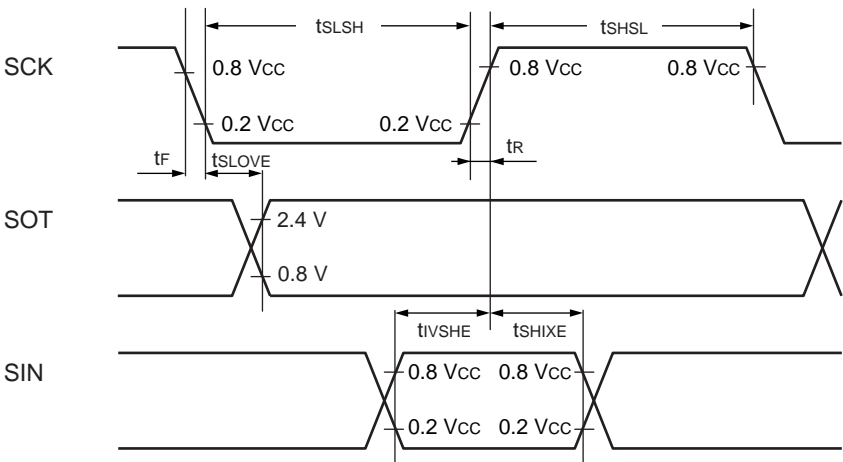 tSLSH tSHSL
SCK 0.8 VCC 0.8 VCC 0.8 VCC
0.2 VCC 0.2 VCC
tF tSLOVE tR
SOT 2.4 V
0.8 V
tIVSHE tSHIXE
SIN 0.8 VCC 0.8 VCC
0.2 VCC 0.2 VCC